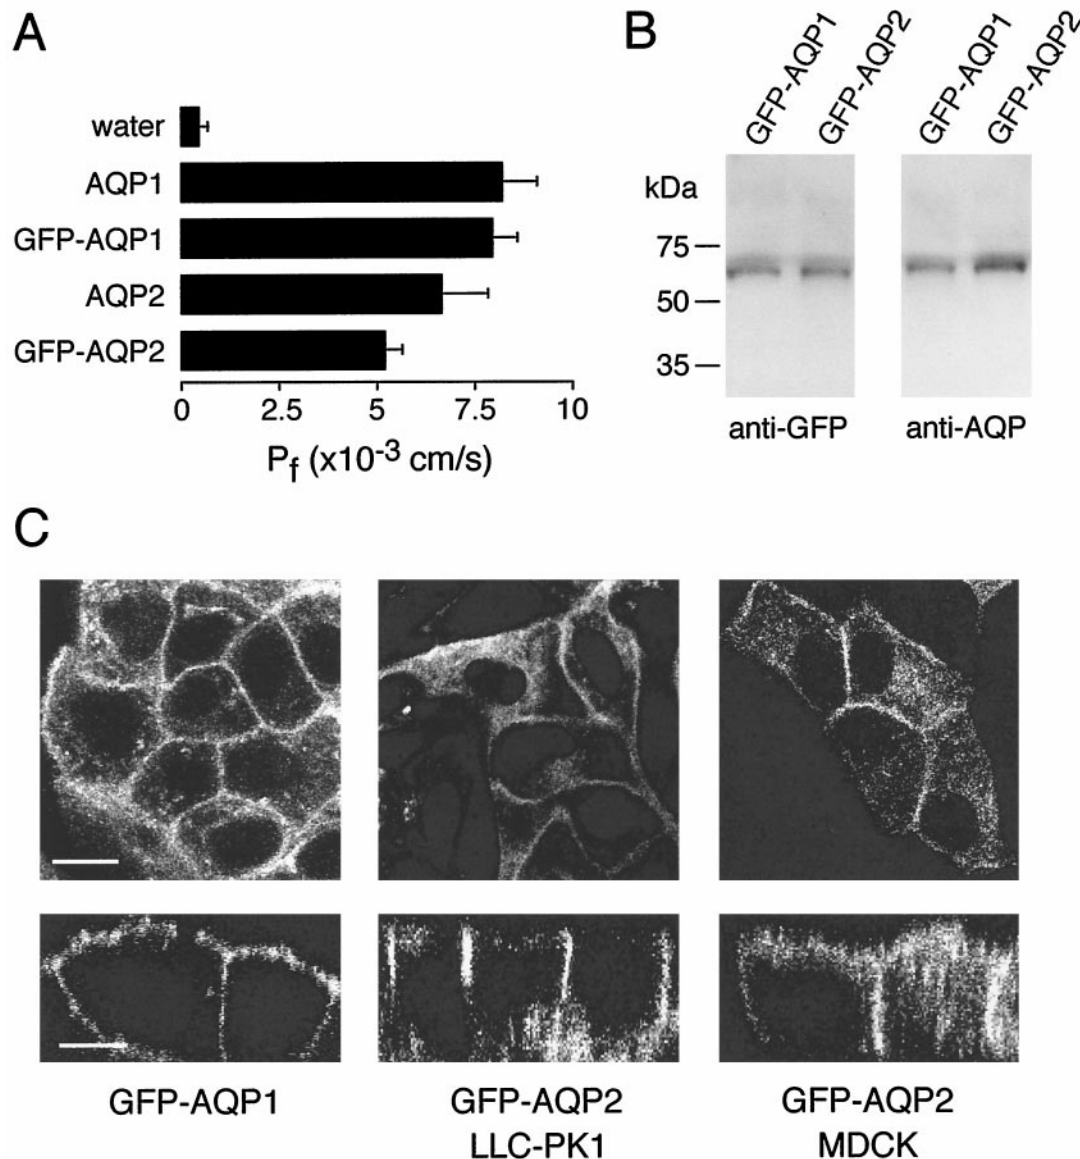 A
water
AQP1
GFP-AQP1
AQP2
GFP-AQP2
0 2.5 5 7.5 10
Pf (x10-3 cm/s)
B
GFP-AQP1
GFP-AQP2
GFP-AQP1
GFP-AQP2
kDa
75
50
35
anti-GFP
anti-AQP
C
GFP-AQP1
GFP-AQP2
LLC-PK1
GFP-AQP2
MDCK